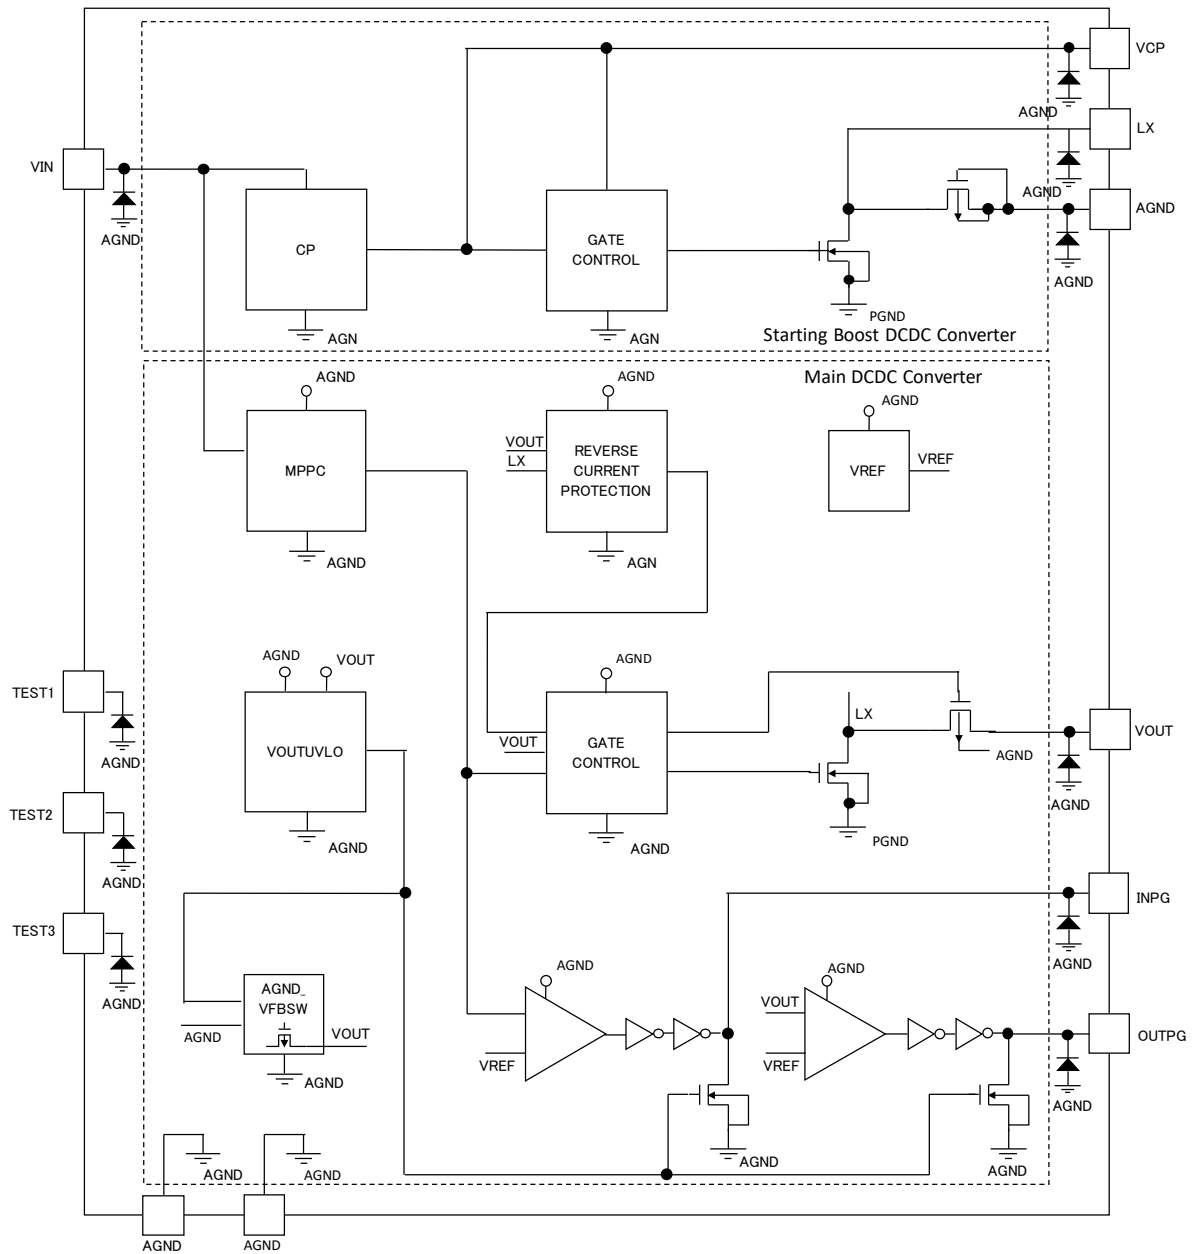 VCP
AGND
LX
VIN
AGND
AGND
AGND
CP
GATE
CONTROL
AGND
PGND
AGN
AGN
Starting Boost DCDC Converter
Main DCDC Converter
AGND
AGND
AGND
MPPC
VOUT
LX
REVERSE
CURRENT
PROTECTION
VREF
VREF
AGND
AGN
AGND
VOUT
AGND
TEST1
LX
VOUT
VOUTUVLO
VOUT
GATE
CONTROL
AGND
AGND
AGND
TEST2
AGND
AGND
PGND
AGND
INPG
TEST3
AGND
AGND
AGND
AGND
AGND_
VFBSW
VOUT
AGND
VOUT
OUTPG
VREF
VREF
AGND
AGND
AGND
AGND
AGND
AGND
AGND
AGND